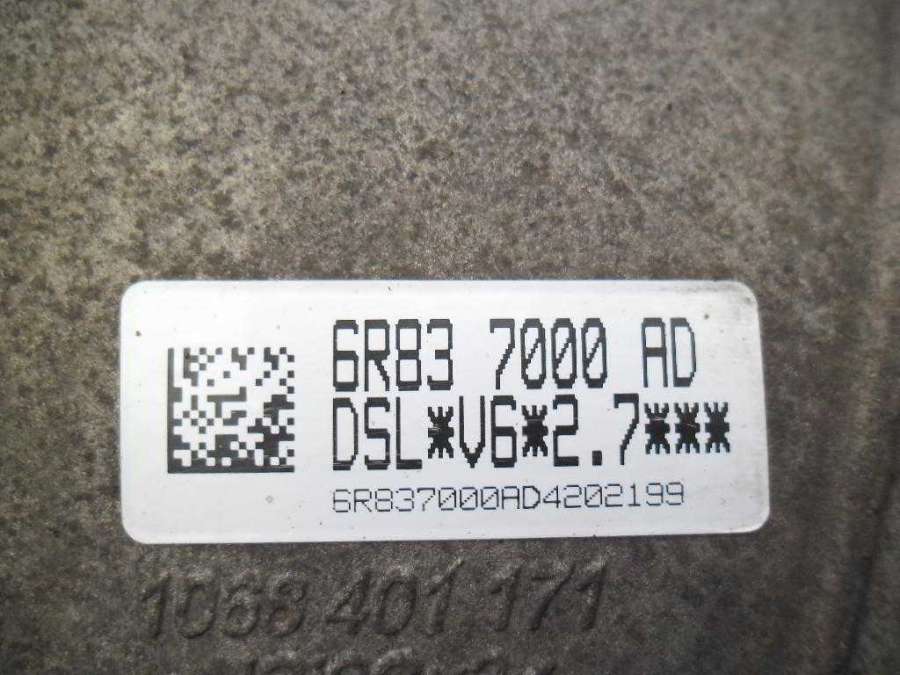 6R83 7000 AD
DSL*V6*2.7***
6R837000AD4202199
1068 401 171